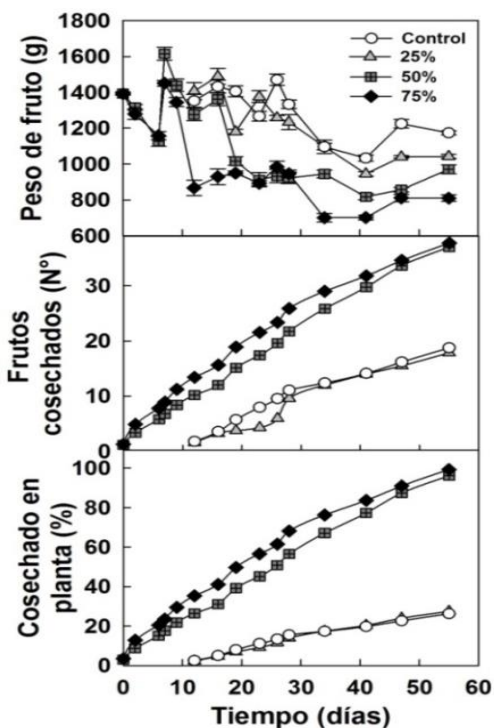 Peso de fruto (g)
1800
1600
1400
1200
1000
800
600
Control
25%
50%
75%
Frutos
cosechados (N°)
30
20
10
0
Cosechado en
planta (%)
100
80
60
40
20
0
0 10 20 30 40 50 60
Tiempo (días)